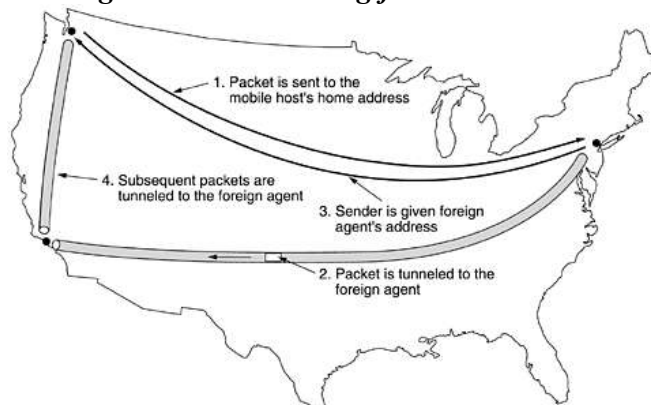 1. Packet is sent to the
mobile host's home address
4. Subsequent packets are
tunneled to the foreign agent
3. Sender is given foreign
agent's address
2. Packet is tunneled to the
foreign agent